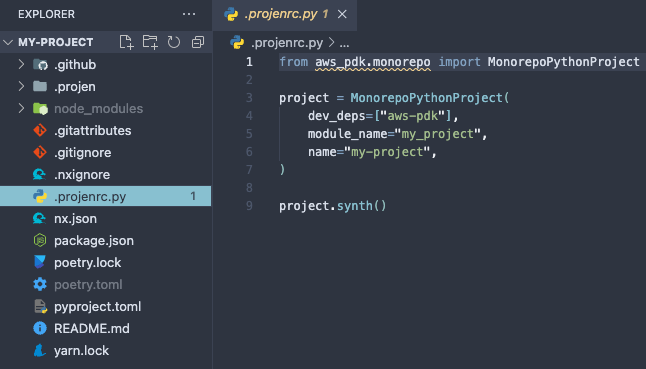 EXPLORER
...
MY-PROJECT
.github
.projen
node_modules
.gitattributes
.gitignore
.nxignore
.projenrc.py 1
nx.json
package.json
poetry.lock
poetry.toml
pyproject.toml
README.md
yarn.lock
.projenrc.py 1 ×
.projenrc.py > ...
1 from aws_pdk.monorepo import MonorepoPythonProject
2
3 project = MonorepoPythonProject(
4     dev_deps=["aws-pdk"],
5     module_name="my_project",
6     name="my-project",
7 )
8
9 project.synth()